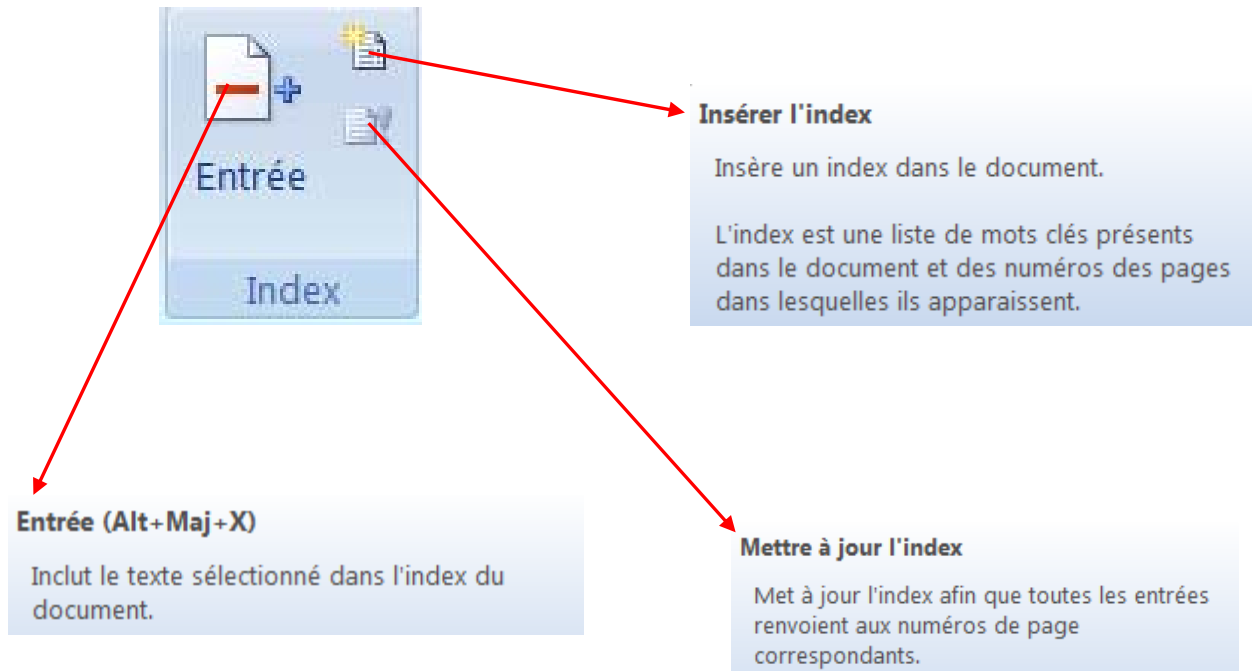 Entrée
Index
Insérer l'index
Insère un index dans le document.
L'index est une liste de mots clés présents
dans le document et des numéros des pages
dans lesquelles ils apparaissent.
Entrée (Alt+Maj+X)
Inclut le texte sélectionné dans l'index du
document.
Mettre à jour l'index
Met à jour l'index afin que toutes les entrées
renvoient aux numéros de page
correspondants.